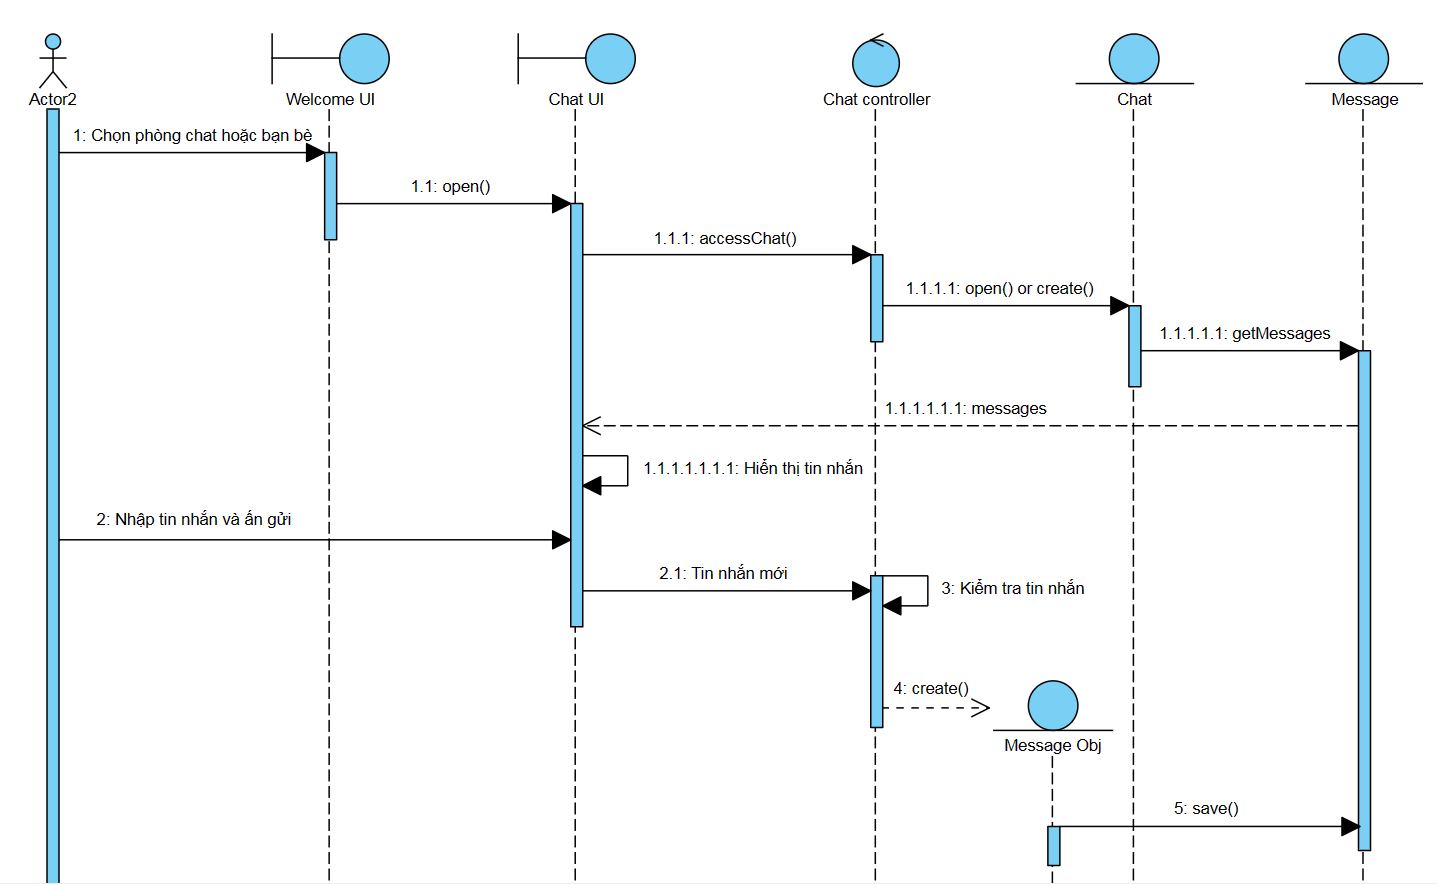 Actor2
Welcome UI
Chat UI
Chat controller
Chat
Message
1: Chọn phòng chat hoặc bạn bè
1.1: open()
1.1.1: accessChat()
1.1.1.1: open() or create()
1.1.1.1.1: getMessages
1.1.1.1.1.1: messages
1.1.1.1.1.1.1: Hiển thị tin nhắn
2: Nhập tin nhắn và ấn gửi
2.1: Tin nhắn mới
3: Kiểm tra tin nhắn
4: create()
Message Obj
5: save()